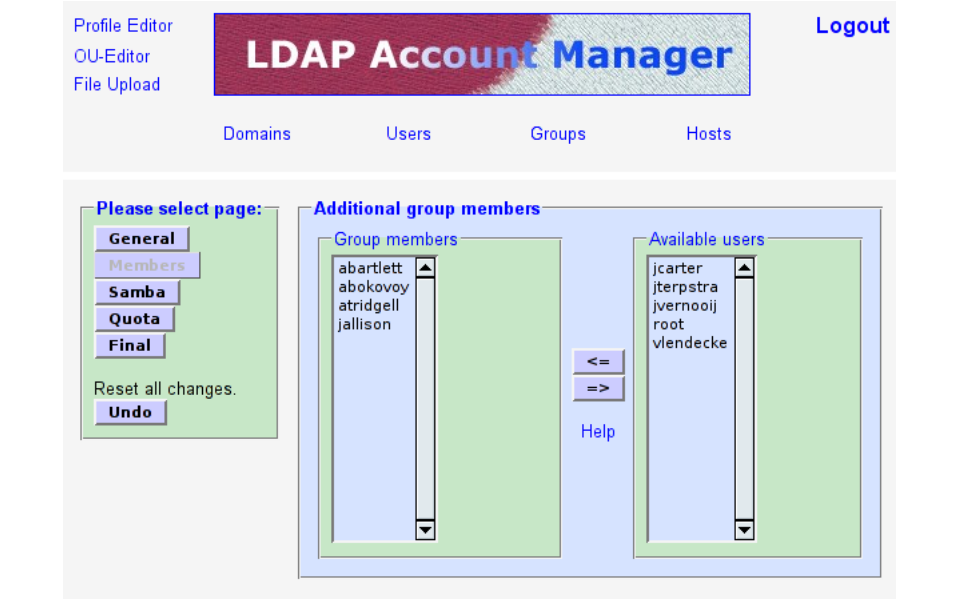 Profile Editor
OU-Editor
File Upload
LDAP Account Manager
Logout
Domains Users Groups Hosts
Please select page:
General
Members
Samba
Quota
Final
Reset all changes.
Undo
Additional group members
Group members
abartlett
abokovoy
atridgell
jallison
<=
=>
Help
Available users
jcarter
jterpstra
jvernooij
root
vlendecke